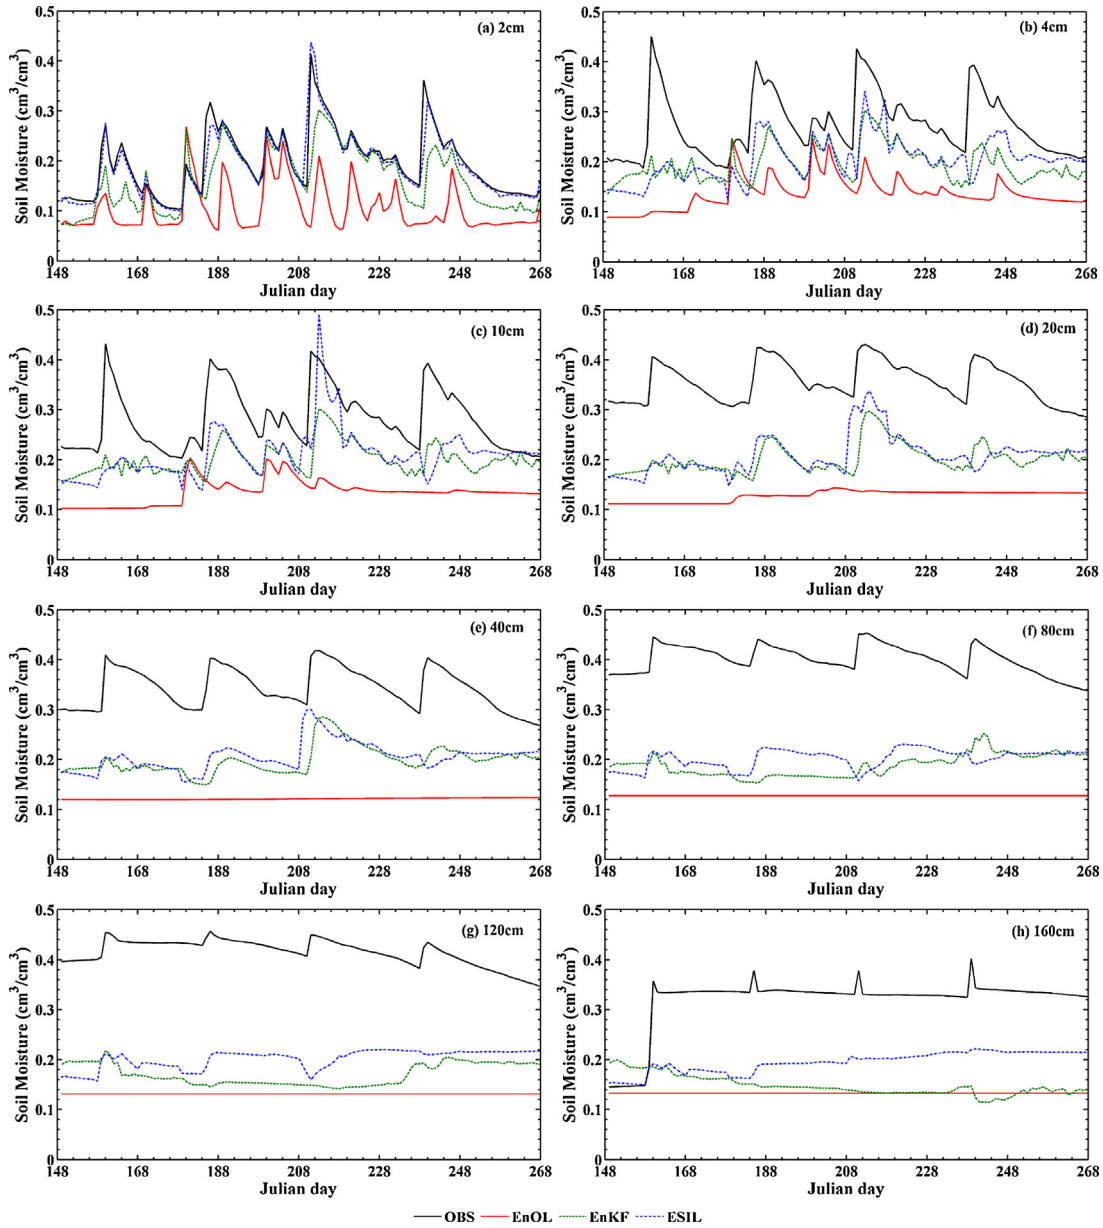 (a) 2cm
Soil Moisture (cm³/cm³)
0.5
0.4
0.3
0.2
0.1
0
148 168 188 208 228 248 268
Julian day
(b) 4cm
Soil Moisture (cm³/cm³)
0.5
0.4
0.3
0.2
0.1
0
148 168 188 208 228 248 268
Julian day
(c) 10cm
Soil Moisture (cm³/cm³)
0.5
0.4
0.3
0.2
0.1
0
148 168 188 208 228 248 268
Julian day
(d) 20cm
Soil Moisture (cm³/cm³)
0.5
0.4
0.3
0.2
0.1
0
148 168 188 208 228 248 268
Julian day
(e) 40cm
Soil Moisture (cm³/cm³)
0.5
0.4
0.3
0.2
0.1
0
148 168 188 208 228 248 268
Julian day
(f) 80cm
Soil Moisture (cm³/cm³)
0.5
0.4
0.3
0.2
0.1
0
148 168 188 208 228 248 268
Julian day
(g) 120cm
Soil Moisture (cm³/cm³)
0.5
0.4
0.3
0.2
0.1
0
148 168 188 208 228 248 268
Julian day
(h) 160cm
Soil Moisture (cm³/cm³)
0.5
0.4
0.3
0.2
0.1
0
148 168 188 208 228 248 268
Julian day
OBS EnOL EnKF ESIL